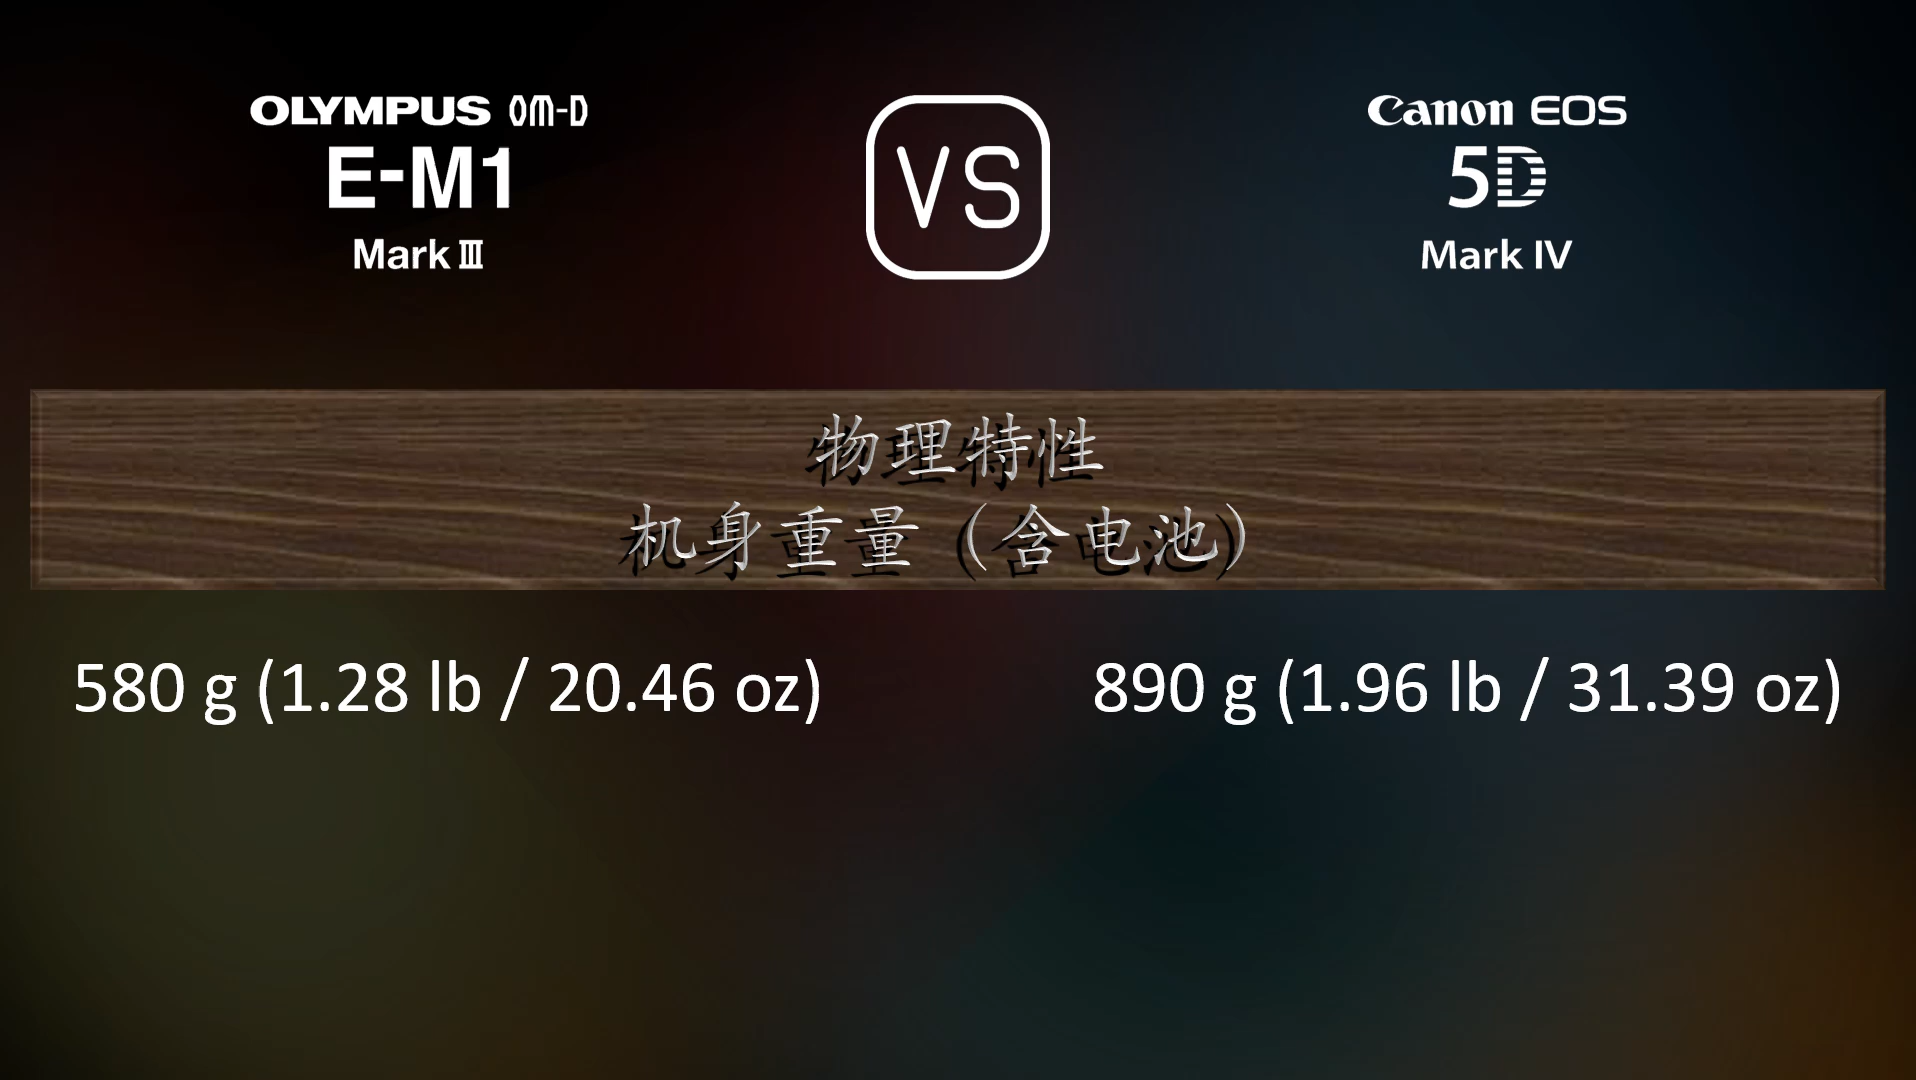 OLYMPUS OM-D
E-M1
Mark III
VS
Canon EOS
5D
Mark IV
物理特性
机身重量（含电池）
580 g (1.28 lb / 20.46 oz)
890 g (1.96 lb / 31.39 oz)